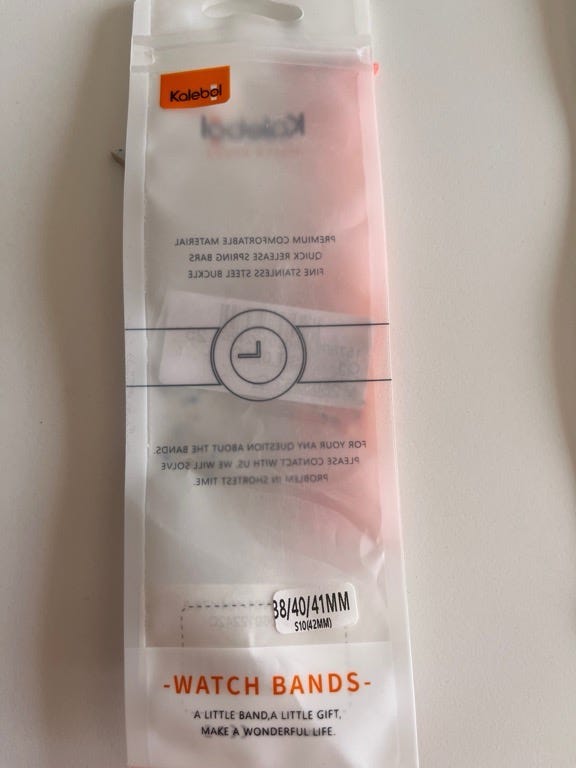 Kalebol
Kalebol
PREMIUM COMFORTABLE MATERIAL
QUICK RELEASE SPRING BARS
FINE STAINLESS STEEL BUCKLE
FOR YOUR ANY QUESTION ABOUT THE BANDS.
PLEASE CONTACT WITH US, WE WILL SOLVE
PROBLEM IN SHORTEST TIME.
38/40/41MM
S10(42MM)
-WATCH BANDS-
A LITTLE BAND,A LITTLE GIFT,
MAKE A WONDERFUL LIFE.